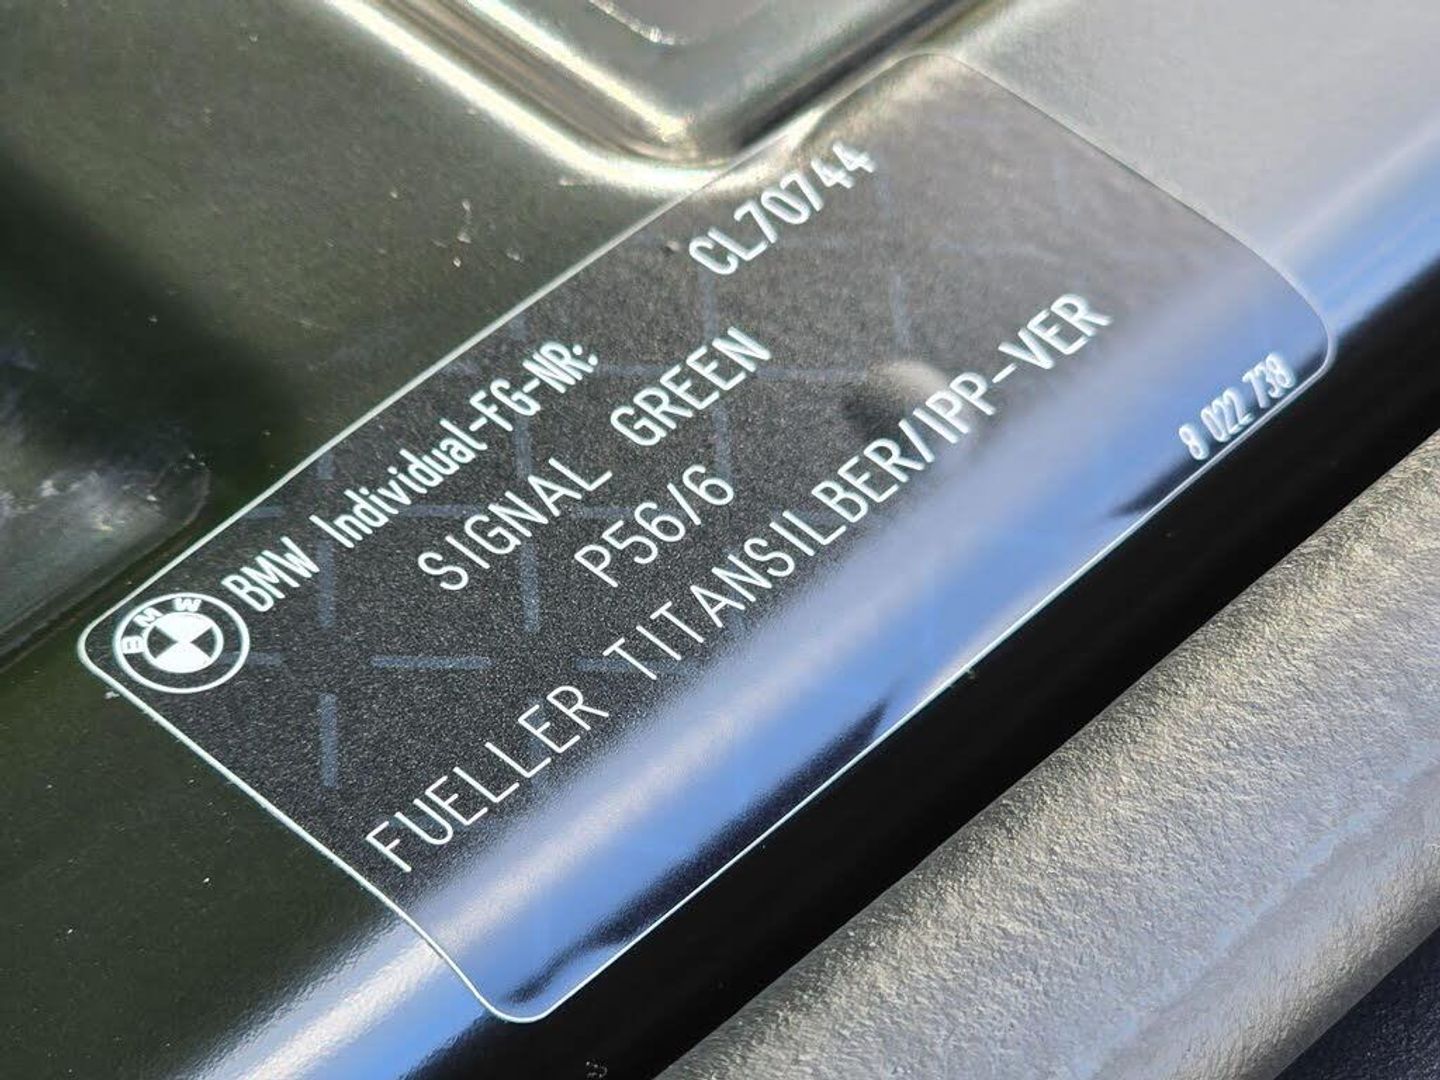 BMW
BMW Individual-FG-NR: CL70744
SIGNAL GREEN
P56/6
FUELLER TITANSILBER/IPP-VER
8 022 738